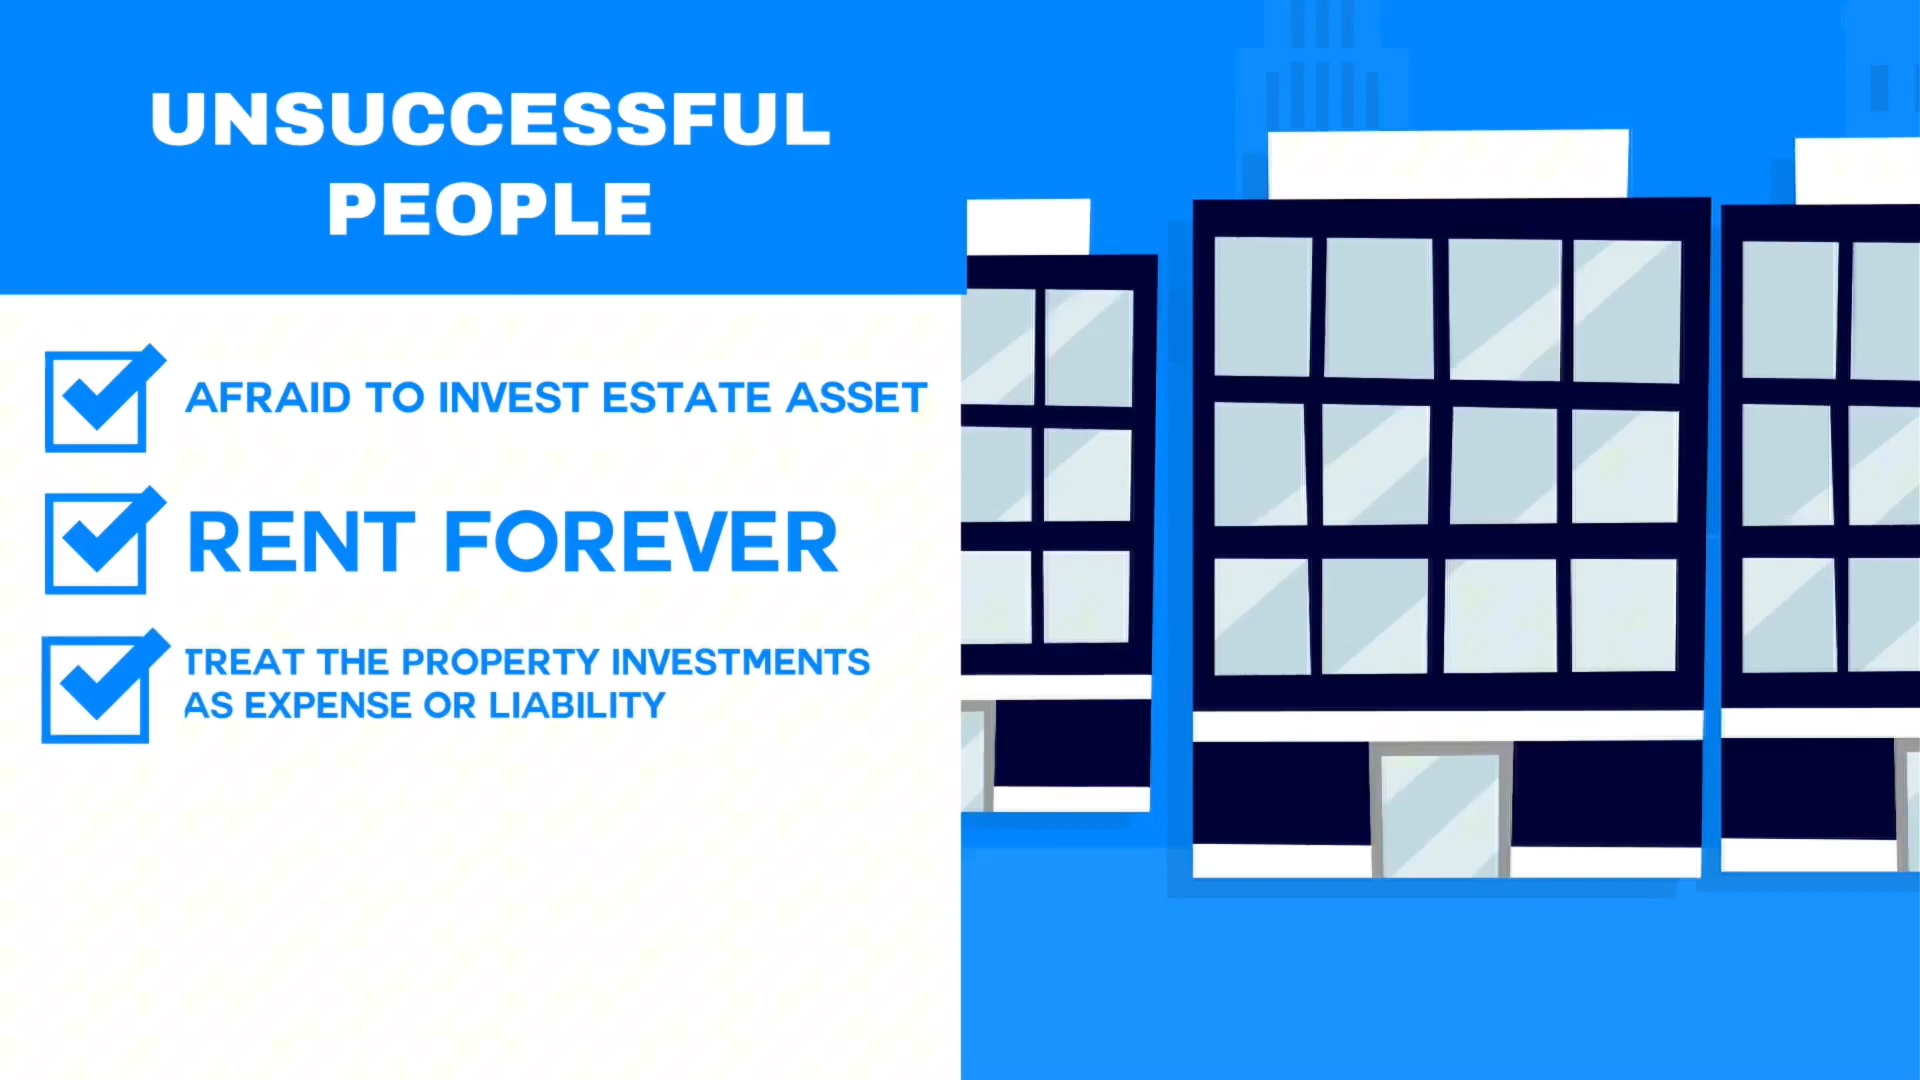 UNSUCCESSFUL
PEOPLE
AFRAID TO INVEST ESTATE ASSET
RENT FOREVER
TREAT THE PROPERTY INVESTMENTS
AS EXPENSE OR LIABILITY